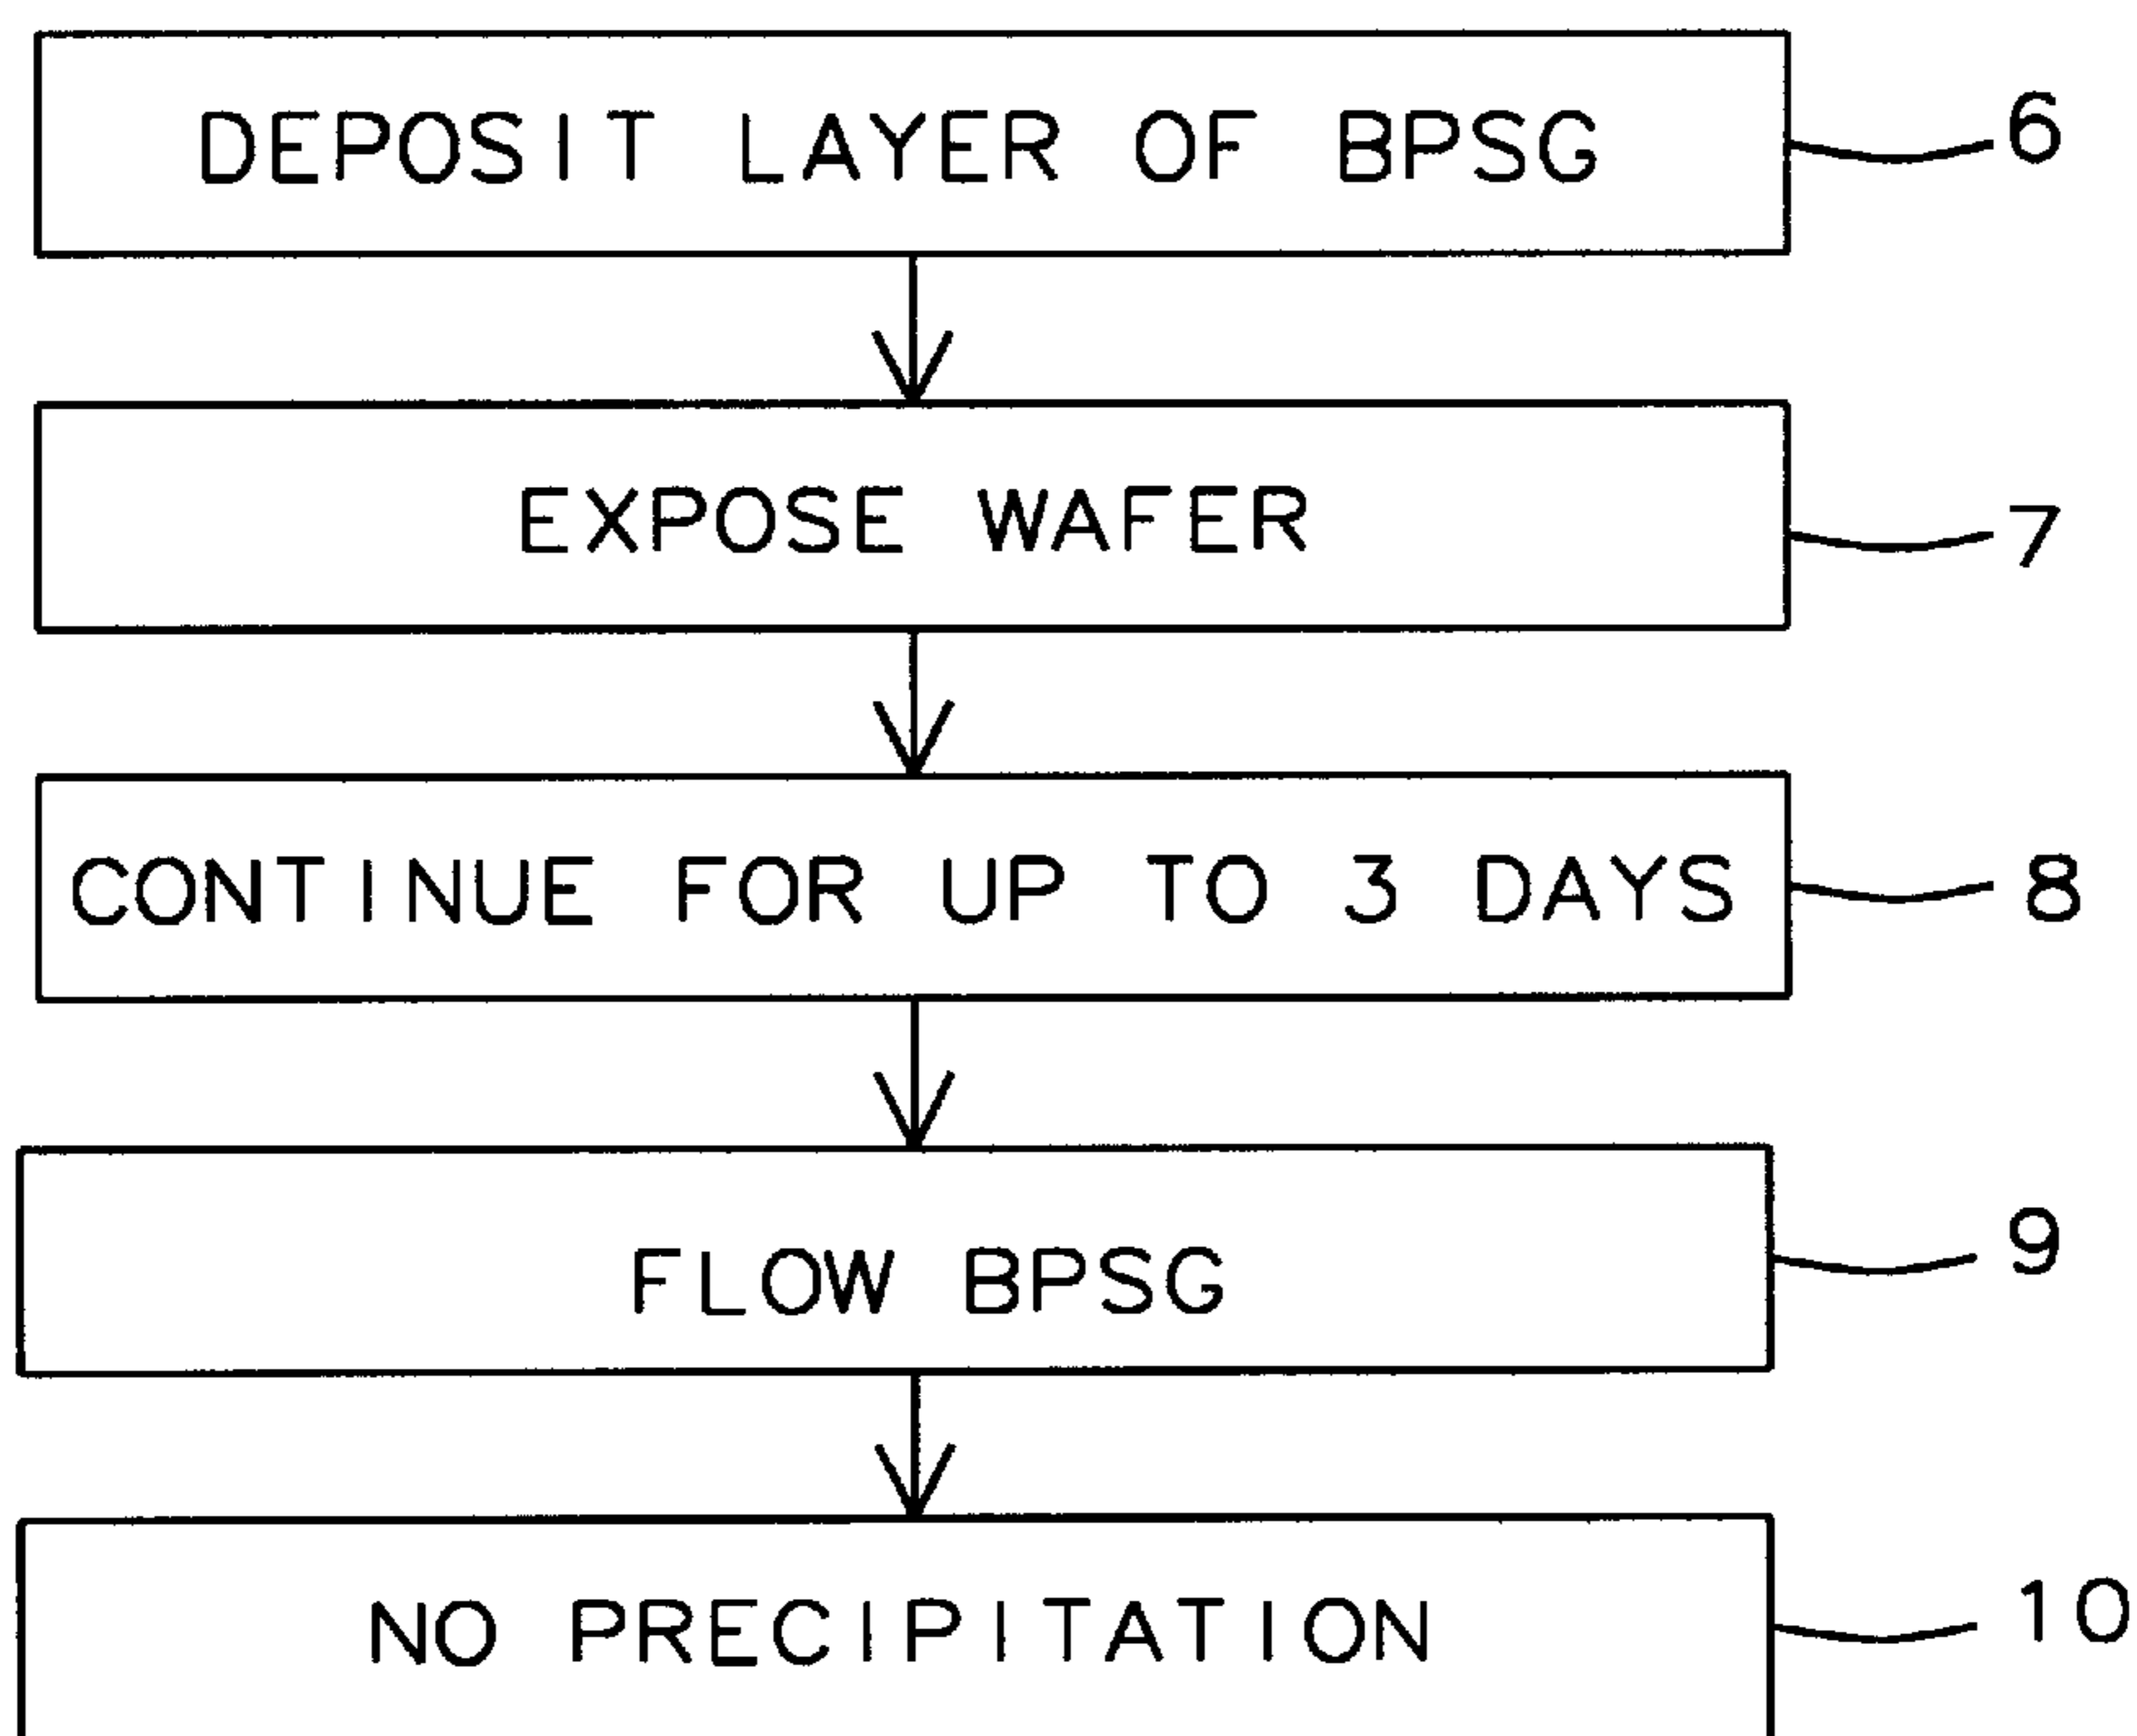 DEPOSIT LAYER OF BPSG 6
EXPOSE WAFER 7
CONTINUE FOR UP TO 3 DAYS 8
FLOW BPSG 9
NO PRECIPITATION 10